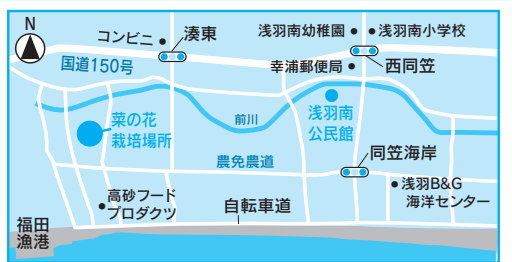 N
コンビニ
湊東
浅羽南幼稚園
浅羽南小学校
国道150号
幸浦郵便局
西同笠
菜の花
栽培場所
前川
浅羽南
公民館
農免農道
同笠海岸
高砂フード
プロダクツ
自転車道
浅羽B&G
海洋センター
福田
漁港